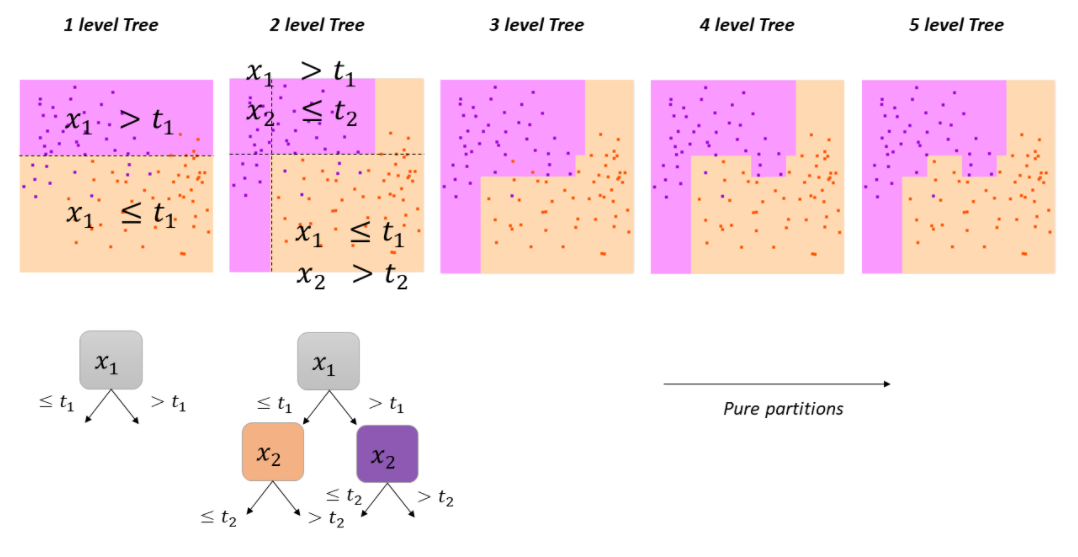 1 level Tree
2 level Tree
3 level Tree
4 level Tree
5 level Tree
x₁ > t₁
x₁ ≤ t₁
x₁ > t₁
x₂ ≤ t₂
x₁ ≤ t₁
x₂ > t₂
x₁
≤ t₁
> t₁
x₁
≤ t₁
> t₁
x₂
x₂
≤ t₂
> t₂
≤ t₂
> t₂
Pure partitions